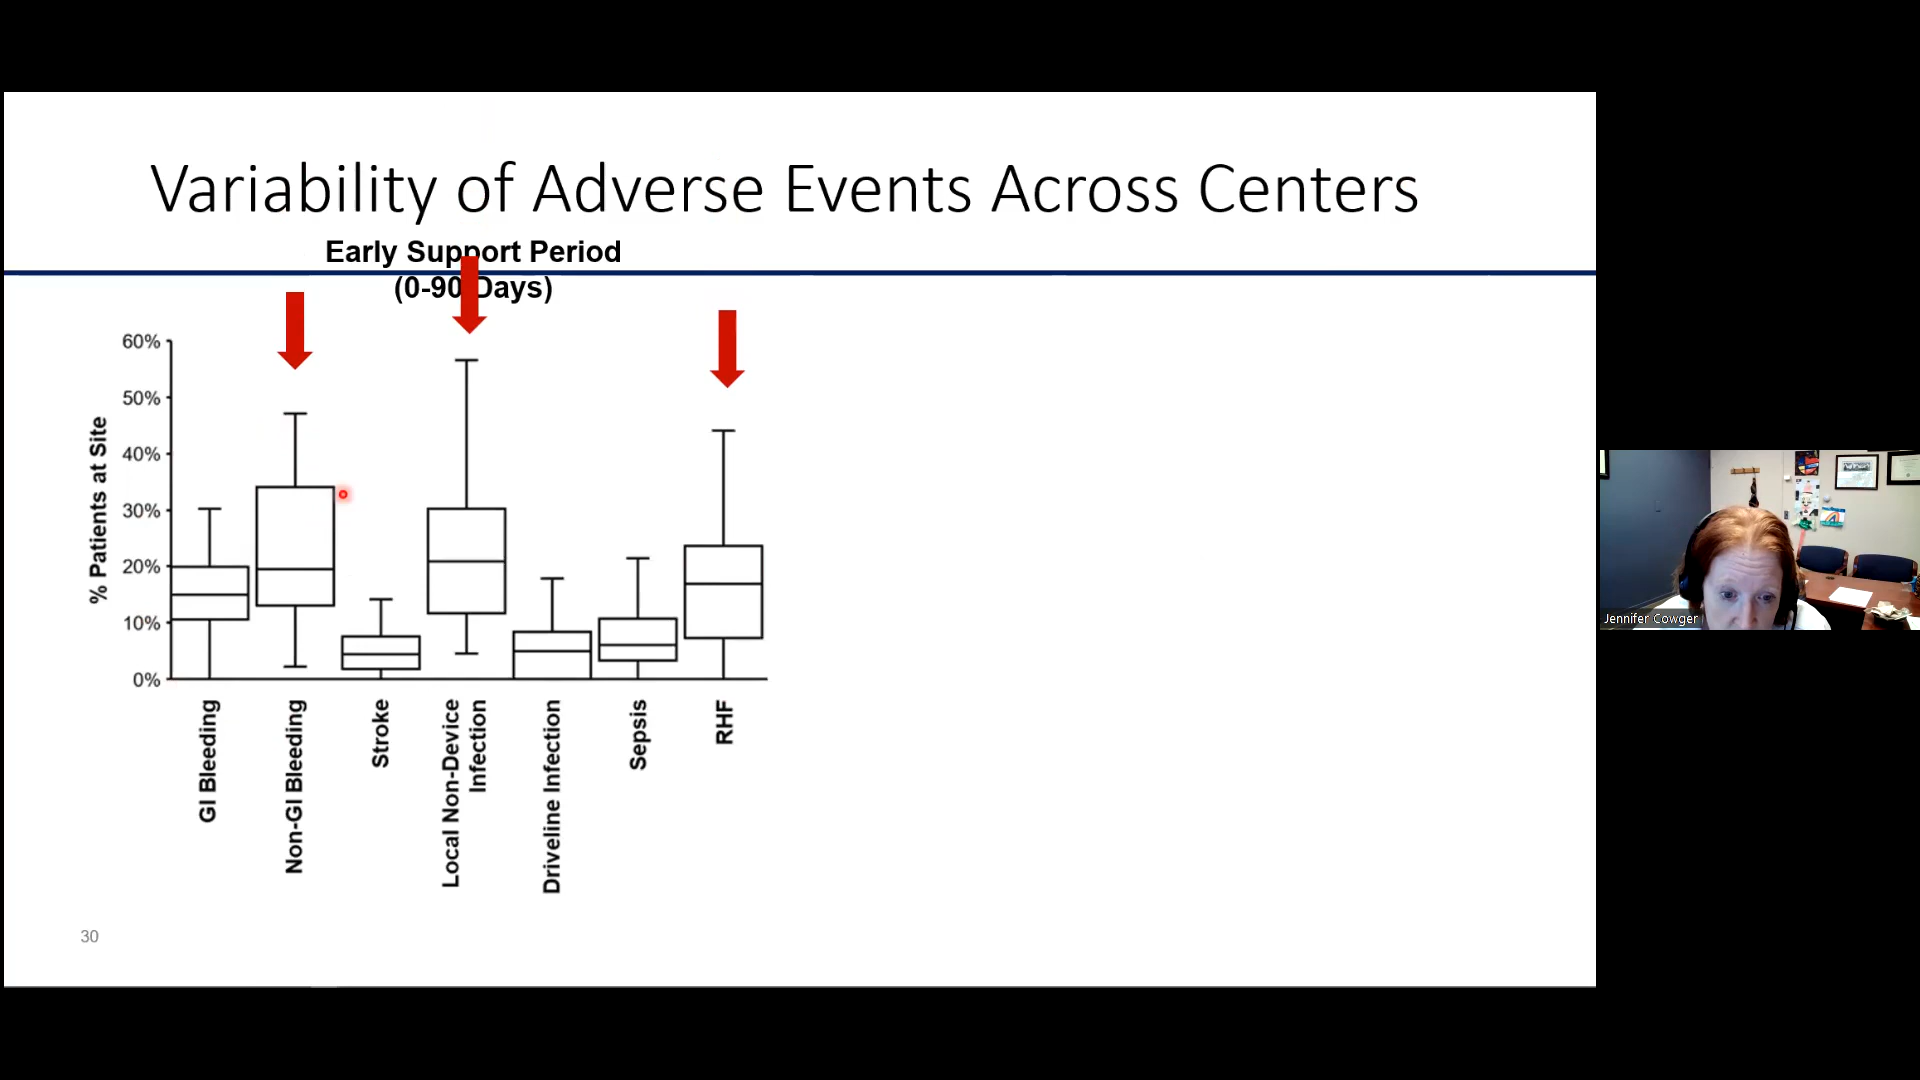 Variability of Adverse Events Across Centers
Early Support Period
(0-90 Days)
60%
50%
40%
30%
20%
10%
0%
% Patients at Site
GI Bleeding
Non-GI Bleeding
Stroke
Local Non-Device
Infection
Driveline Infection
Sepsis
RHF
30
Jennifer Cowger